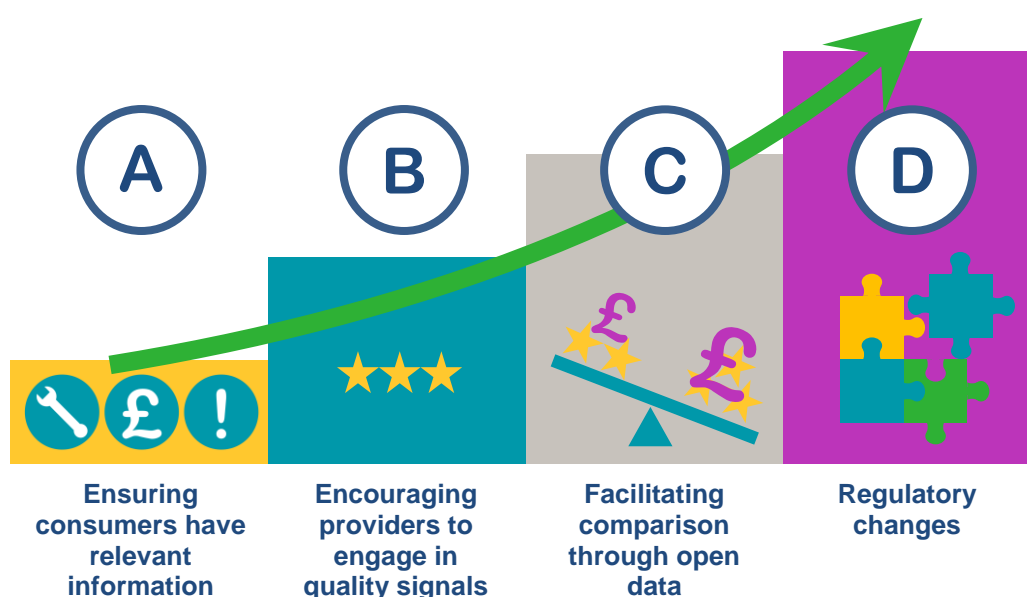 A
B
C
D
£
!
£
£
Ensuring
consumers have
relevant
information
Encouraging
providers to
engage in
quality signals
Facilitating
comparison
through open
data
Regulatory
changes